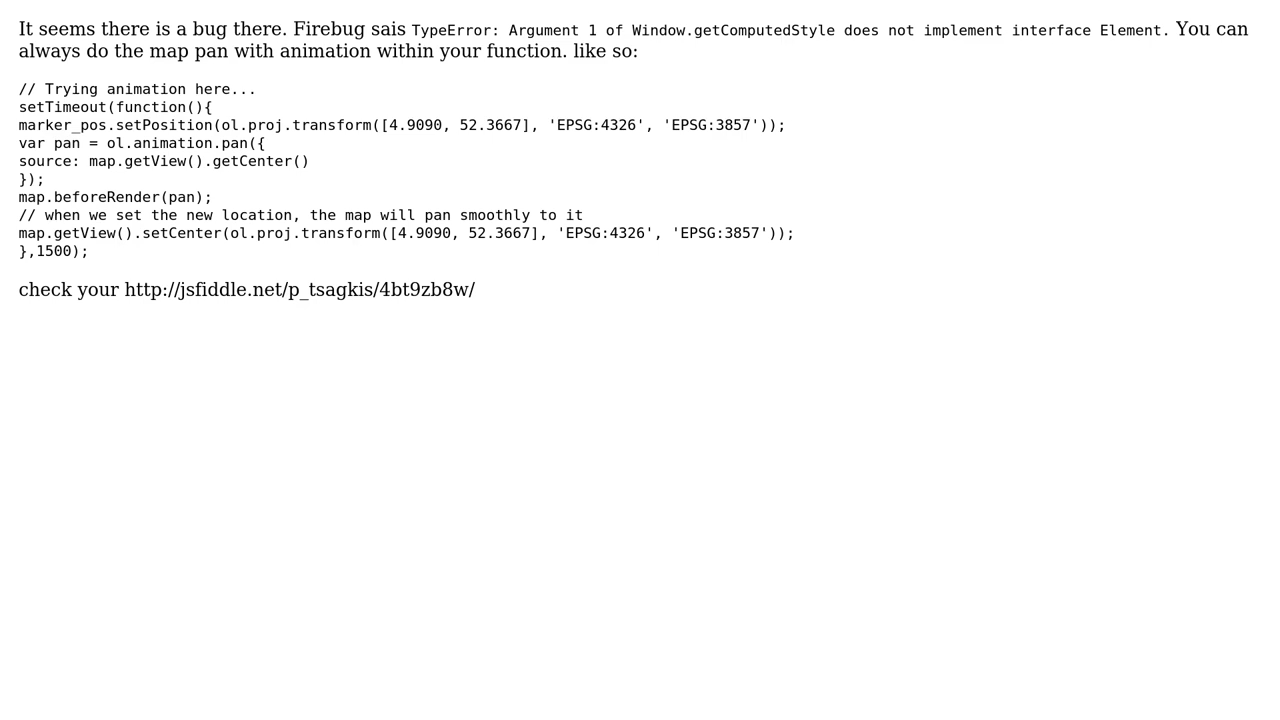 It seems there is a bug there. Firebug sais TypeError: Argument 1 of Window.getComputedStyle does not implement interface Element. You can
always do the map pan with animation within your function. like so:
// Trying animation here...
setTimeout(function(){
marker_pos.setPosition(ol.proj.transform([4.9090, 52.3667], 'EPSG:4326', 'EPSG:3857'));
var pan = ol.animation.pan({
source: map.getView().getCenter()
});
map.beforeRender(pan);
// when we set the new location, the map will pan smoothly to it
map.getView().setCenter(ol.proj.transform([4.9090, 52.3667], 'EPSG:4326', 'EPSG:3857'));
},1500);
check your http://jsfiddle.net/p_tsagkis/4bt9zb8w/